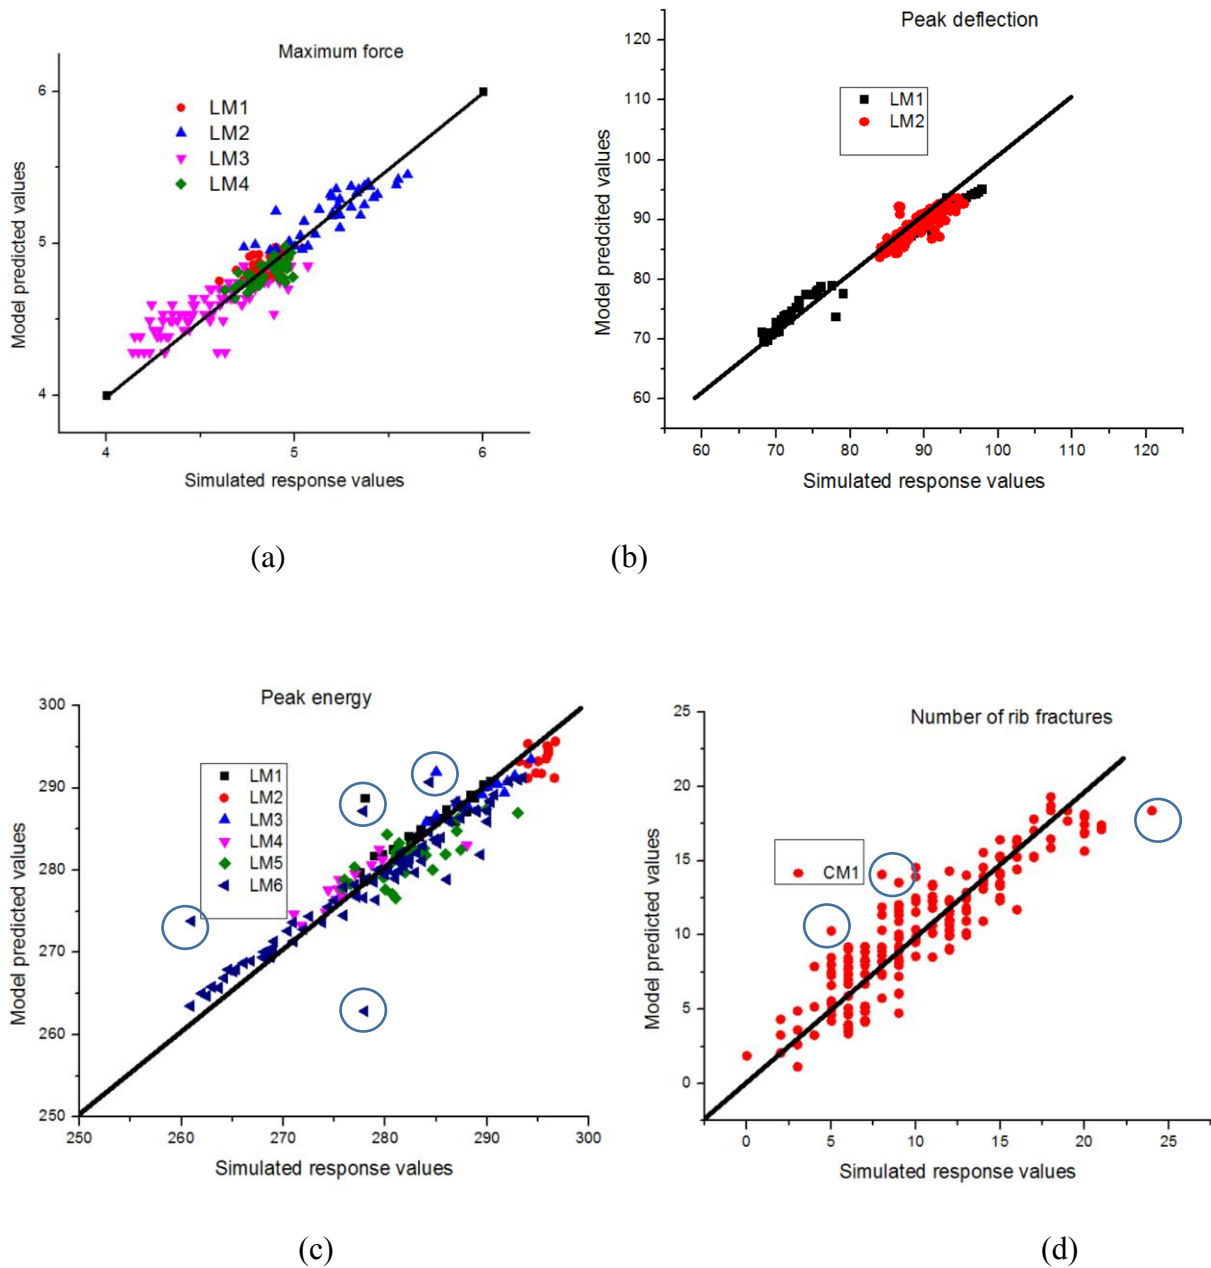 Maximum force
Model predicted values
6
5
4
LM1
LM2
LM3
LM4
4
5
6
Simulated response values
(a)
Peak deflection
Model predcited values
120
110
100
90
80
70
60
LM1
LM2
60
70
80
90
100
110
120
Simulated response values
(b)
Peak energy
Model predicted values
300
290
280
270
260
250
LM1
LM2
LM3
LM4
LM5
LM6
250
260
270
280
290
300
Simulated response values
(c)
Number of rib fractures
Model predicted values
25
20
15
10
5
0
CM1
0
5
10
15
20
25
Simulated response values
(d)